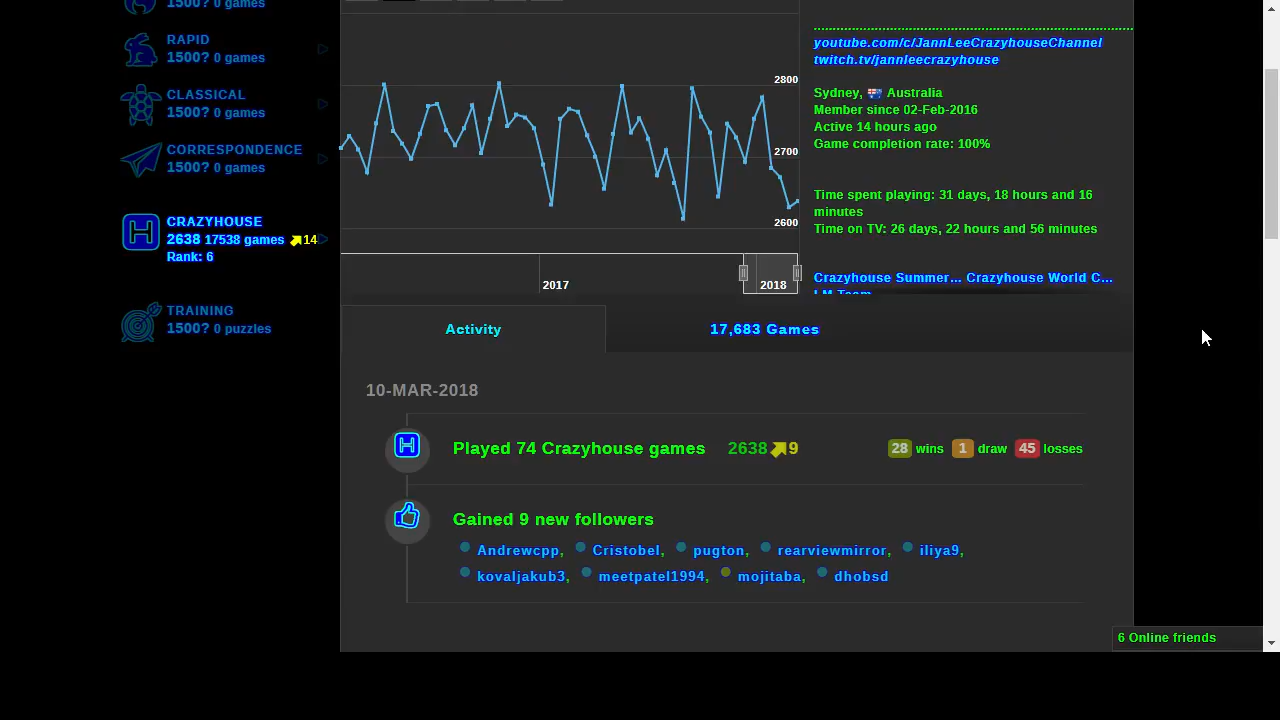 1500? 0 games
RAPID
1500? 0 games
CLASSICAL
1500? 0 games
CORRESPONDENCE
1500? 0 games
CRAZYHOUSE
2638 17538 games 14
Rank: 6
TRAINING
1500? 0 puzzles
2800
2700
2600
2017
2018
youtube.com/c/JannLeeCrazyhouseChannel
twitch.tv/jannleecrazyhouse
Sydney, Australia
Member since 02-Feb-2016
Active 14 hours ago
Game completion rate: 100%
Time spent playing: 31 days, 18 hours and 16
minutes
Time on TV: 26 days, 22 hours and 56 minutes
Crazyhouse Summer... Crazyhouse World C...
LM Team
Activity
17,683 Games
10-MAR-2018
Played 74 Crazyhouse games 2638 9 28 wins 1 draw 45 losses
Gained 9 new followers
Andrewcpp, Cristobel, pugton, rearviewmirror, iliya9,
kovaljakub3, meetpatel1994, mojitaba, dhobsd
6 Online friends